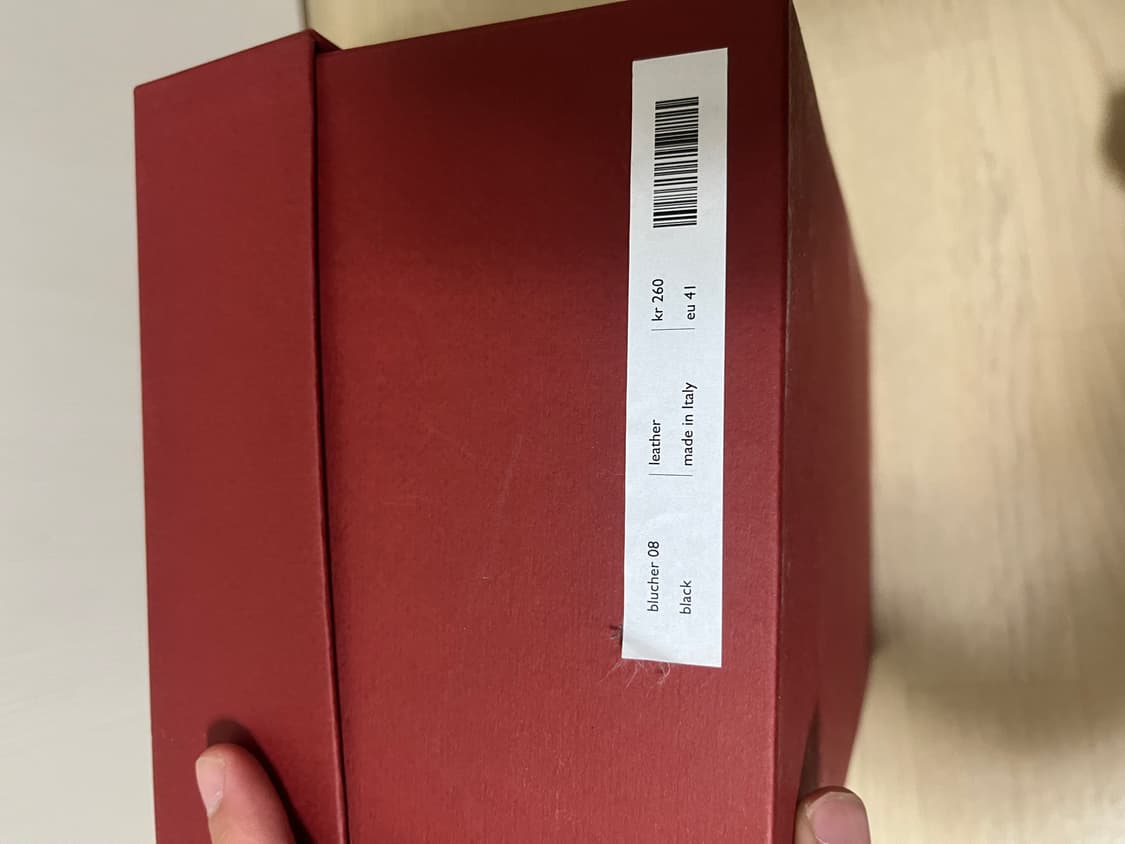 blucher 08
black
leather
made in Italy
kr 260
eu 41